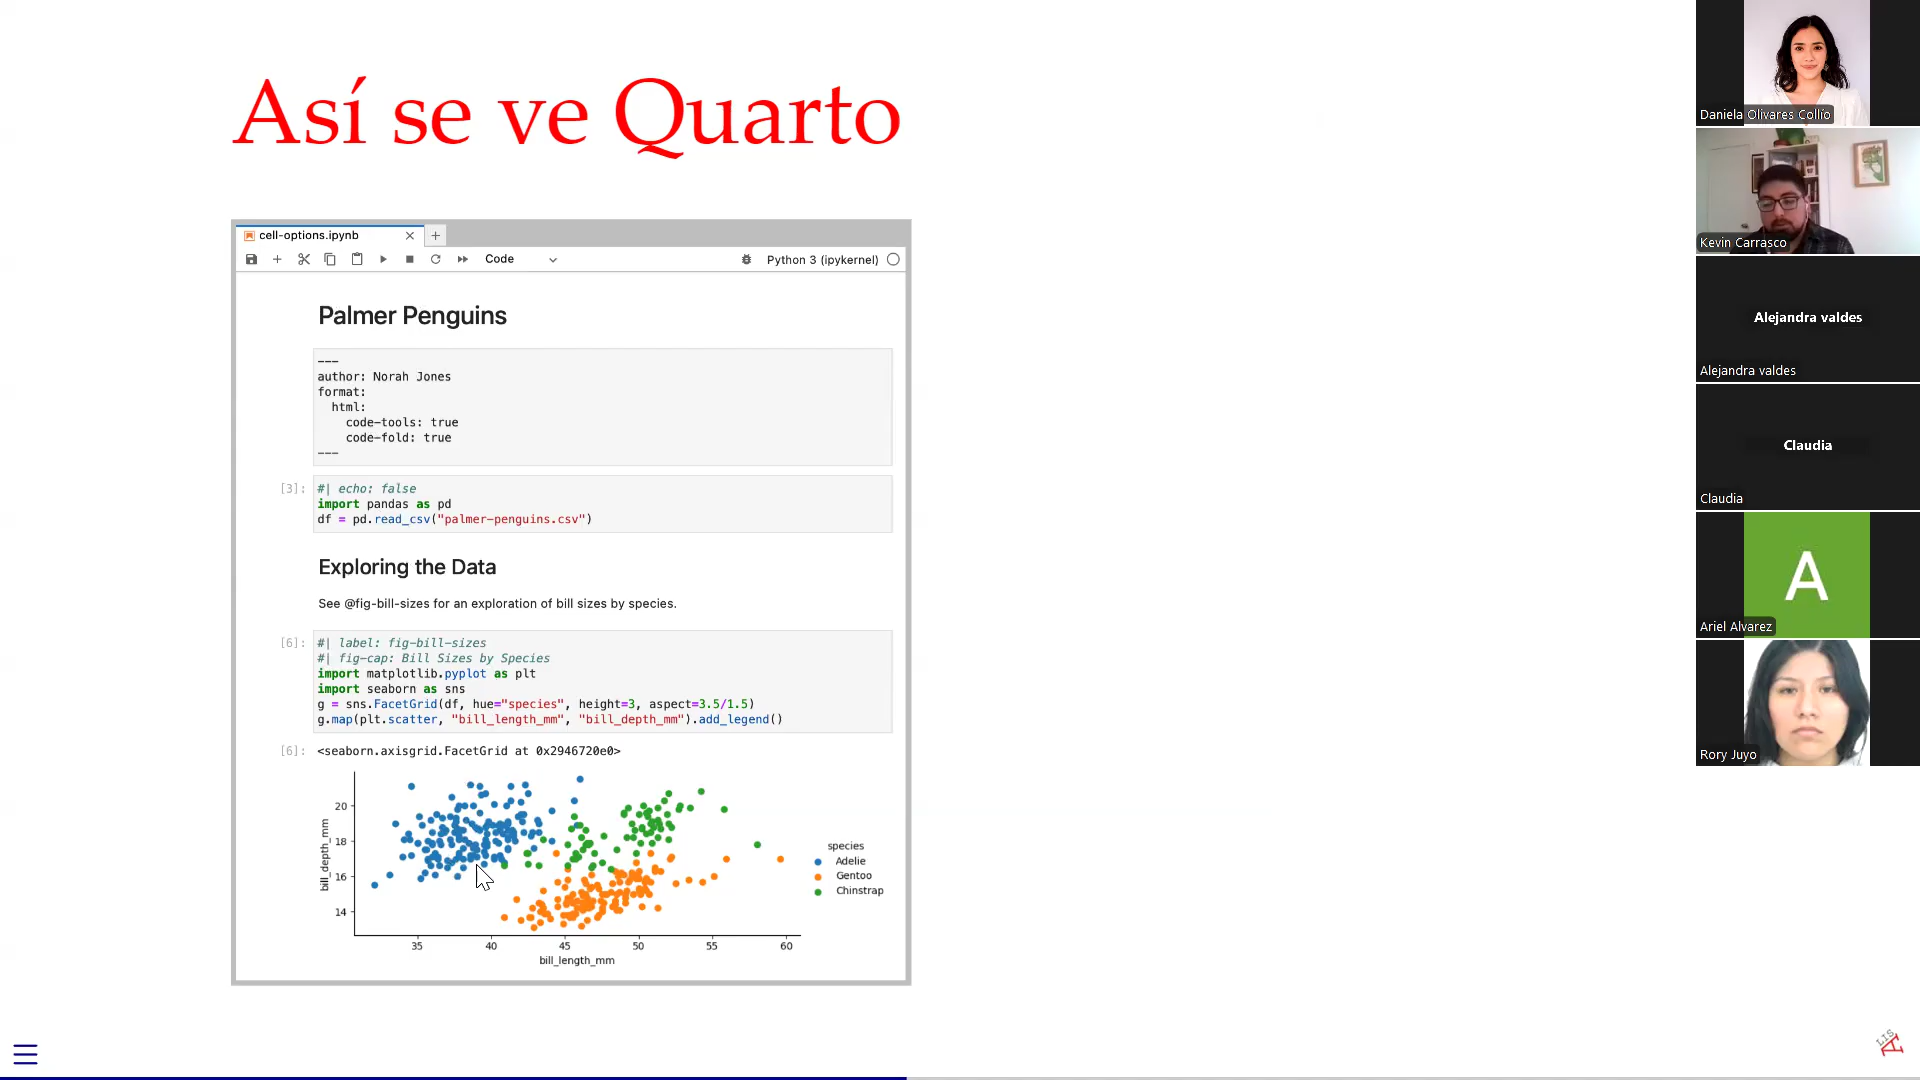 Así se ve Quarto
cell-options.ipynb
Code
Python 3 (ipykernel)
Palmer Penguins
---
author: Norah Jones
format:
  html:
    code-tools: true
    code-fold: true
---
[3]:
#| echo: false
import pandas as pd
df = pd.read_csv("palmer-penguins.csv")
Exploring the Data
See @fig-bill-sizes for an exploration of bill sizes by species.
[6]:
#| label: fig-bill-sizes
#| fig-cap: Bill Sizes by Species
import matplotlib.pyplot as plt
import seaborn as sns
g = sns.FacetGrid(df, hue="species", height=3, aspect=3.5/1.5)
g.map(plt.scatter, "bill_length_mm", "bill_depth_mm").add_legend()
[6]: <seaborn.axisgrid.FacetGrid at 0x2946720e0>
20
18
16
14
bill_depth_mm
35 40 45 50 55 60
bill_length_mm
species
Adelie
Gentoo
Chinstrap
Daniela Olivares Collío
Kevin Carrasco
Alejandra valdes
Alejandra valdes
Claudia
Claudia
A
Ariel Alvarez
Rory Juyo
LIS
A